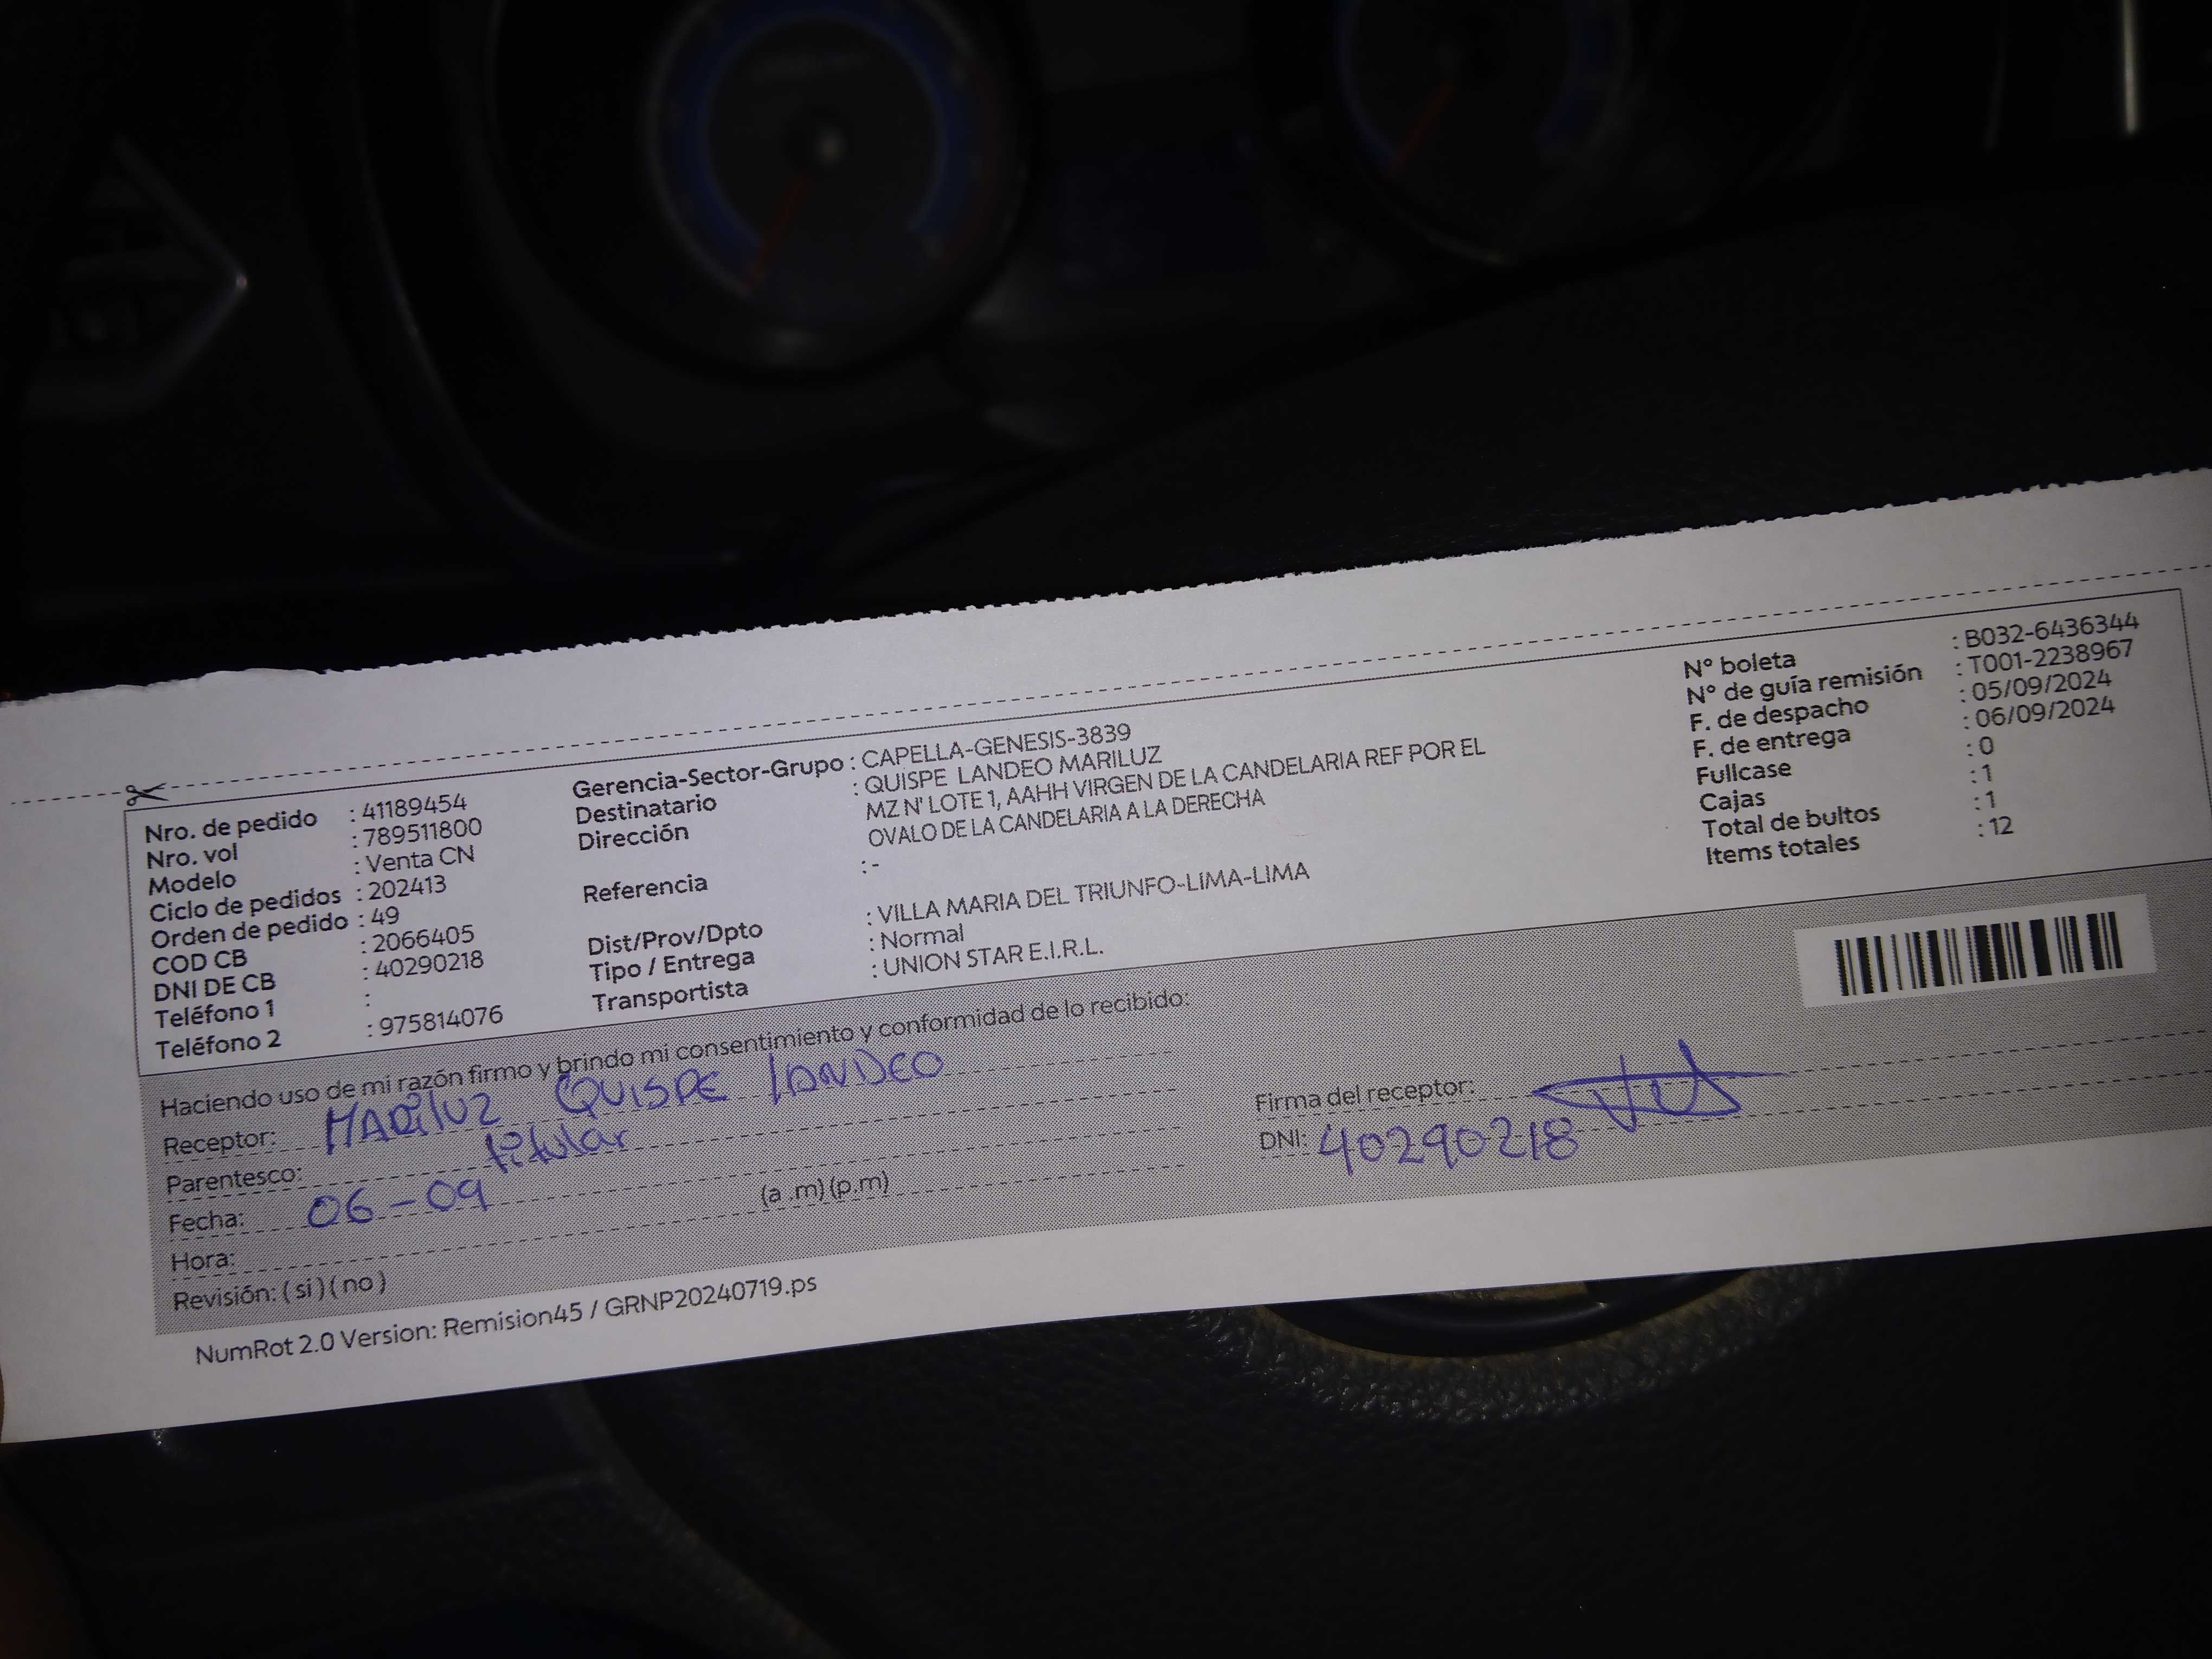 Nro. de pedido : 41189454
Nro. vol : 789511800
Modelo : Venta CN
Ciclo de pedidos : 202413
Orden de pedido : 49
COD CB : 2066405
DNI DE CB : 40290218
Teléfono 1 :
Teléfono 2 : 975814076
Gerencia-Sector-Grupo : CAPELLA-GENESIS-3839
Destinatario : QUISPE LANDEO MARILUZ
Dirección MZ N' LOTE 1, AAHH VIRGEN DE LA CANDELARIA REF POR EL
OVALO DE LA CANDELARIA A LA DERECHA
Referencia : -
Dist/Prov/Dpto : VILLA MARIA DEL TRIUNFO-LIMA-LIMA
Tipo / Entrega : Normal
Transportista : UNION STAR E.I.R.L.
N° boleta : B032-6436344
N° de guía remisión : T001-2238967
F. de despacho : 05/09/2024
F. de entrega : 06/09/2024
Fullcase : 0
Cajas : 1
Total de bultos : 1
Items totales : 12
Haciendo uso de mi razón firmo y brindo mi consentimiento y conformidad de lo recibido:
Receptor: MARILUZ QUISPE LANDEO
Parentesco: titular
Fecha: 06-09
Hora: (a .m) (p.m)
Revisión: ( si ) ( no )
Firma del receptor:
DNI: 40290218
NumRot 2.0 Version: Remision45 / GRNP20240719.ps